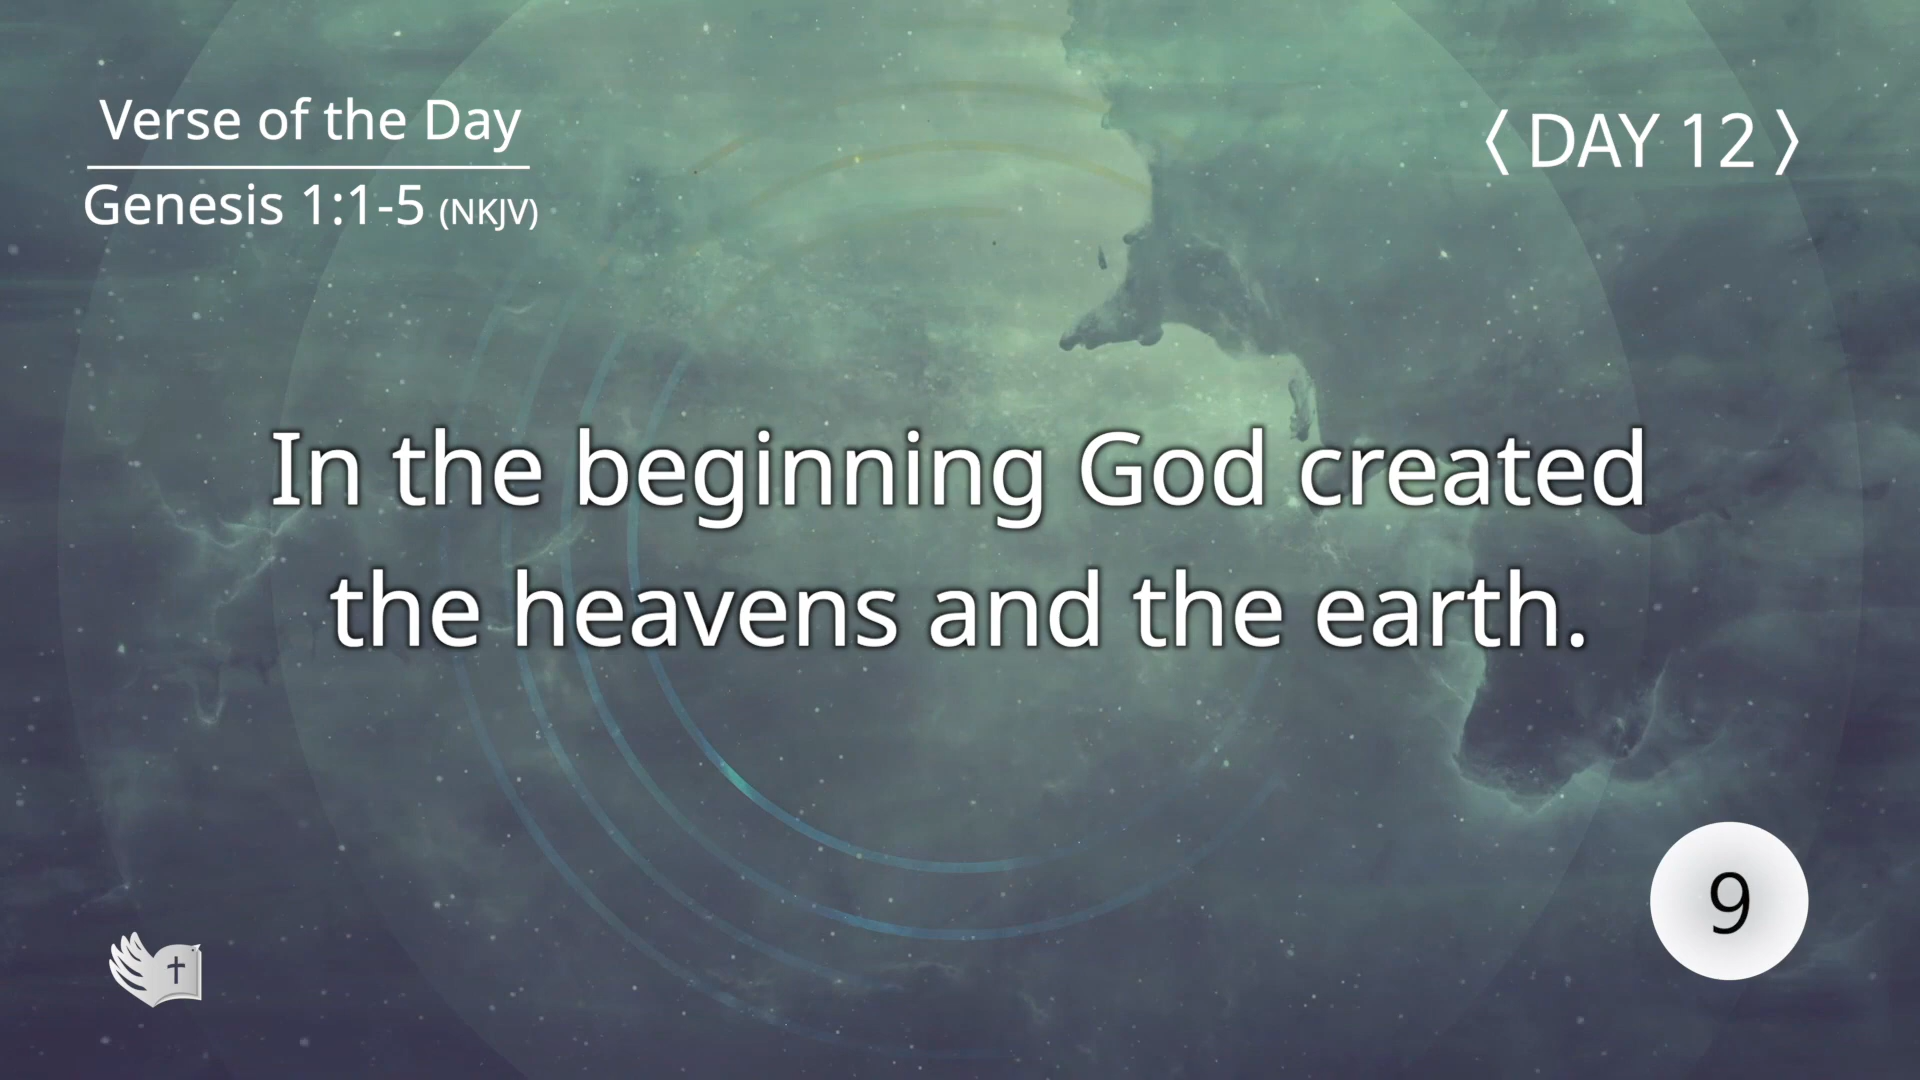 Verse of the Day
Genesis 1:1-5 (NKJV)
〈 DAY 12 〉
In the beginning God created
the heavens and the earth.
9